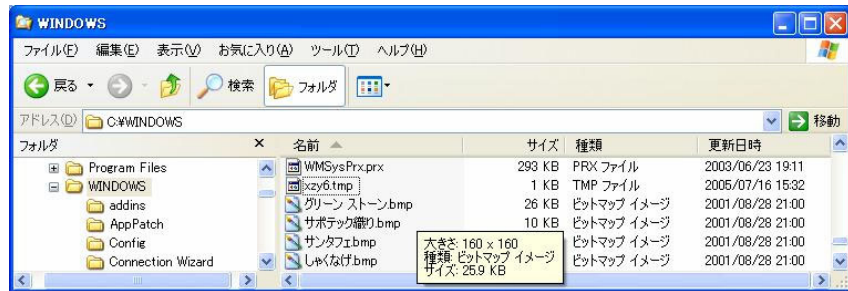 WINDOWS
ファイル(F) 編集(E) 表示(V) お気に入り(A) ツール(T) ヘルプ(H)
戻る 検索 フォルダ
アドレス(D) C:¥WINDOWS 移動
フォルダ × 名前 サイズ 種類 更新日時
Program Files WMSysPrx.prx 293 KB PRX ファイル 2003/06/23 19:11
WINDOWS jxzy6.tmp 1 KB TMP ファイル 2005/07/16 15:32
addins グリーン ストーン.bmp 26 KB ビットマップ イメージ 2001/08/28 21:00
AppPatch サポテック織り.bmp 10 KB ビットマップ イメージ 2001/08/28 21:00
Config サンタフェ.bmp ビットマップ イメージ 2001/08/28 21:00
Connection Wizard しゃくなげ.bmp ビットマップ イメージ 2001/08/28 21:00
大きさ: 160 x 160
種類: ビットマップ イメージ
サイズ: 25.9 KB